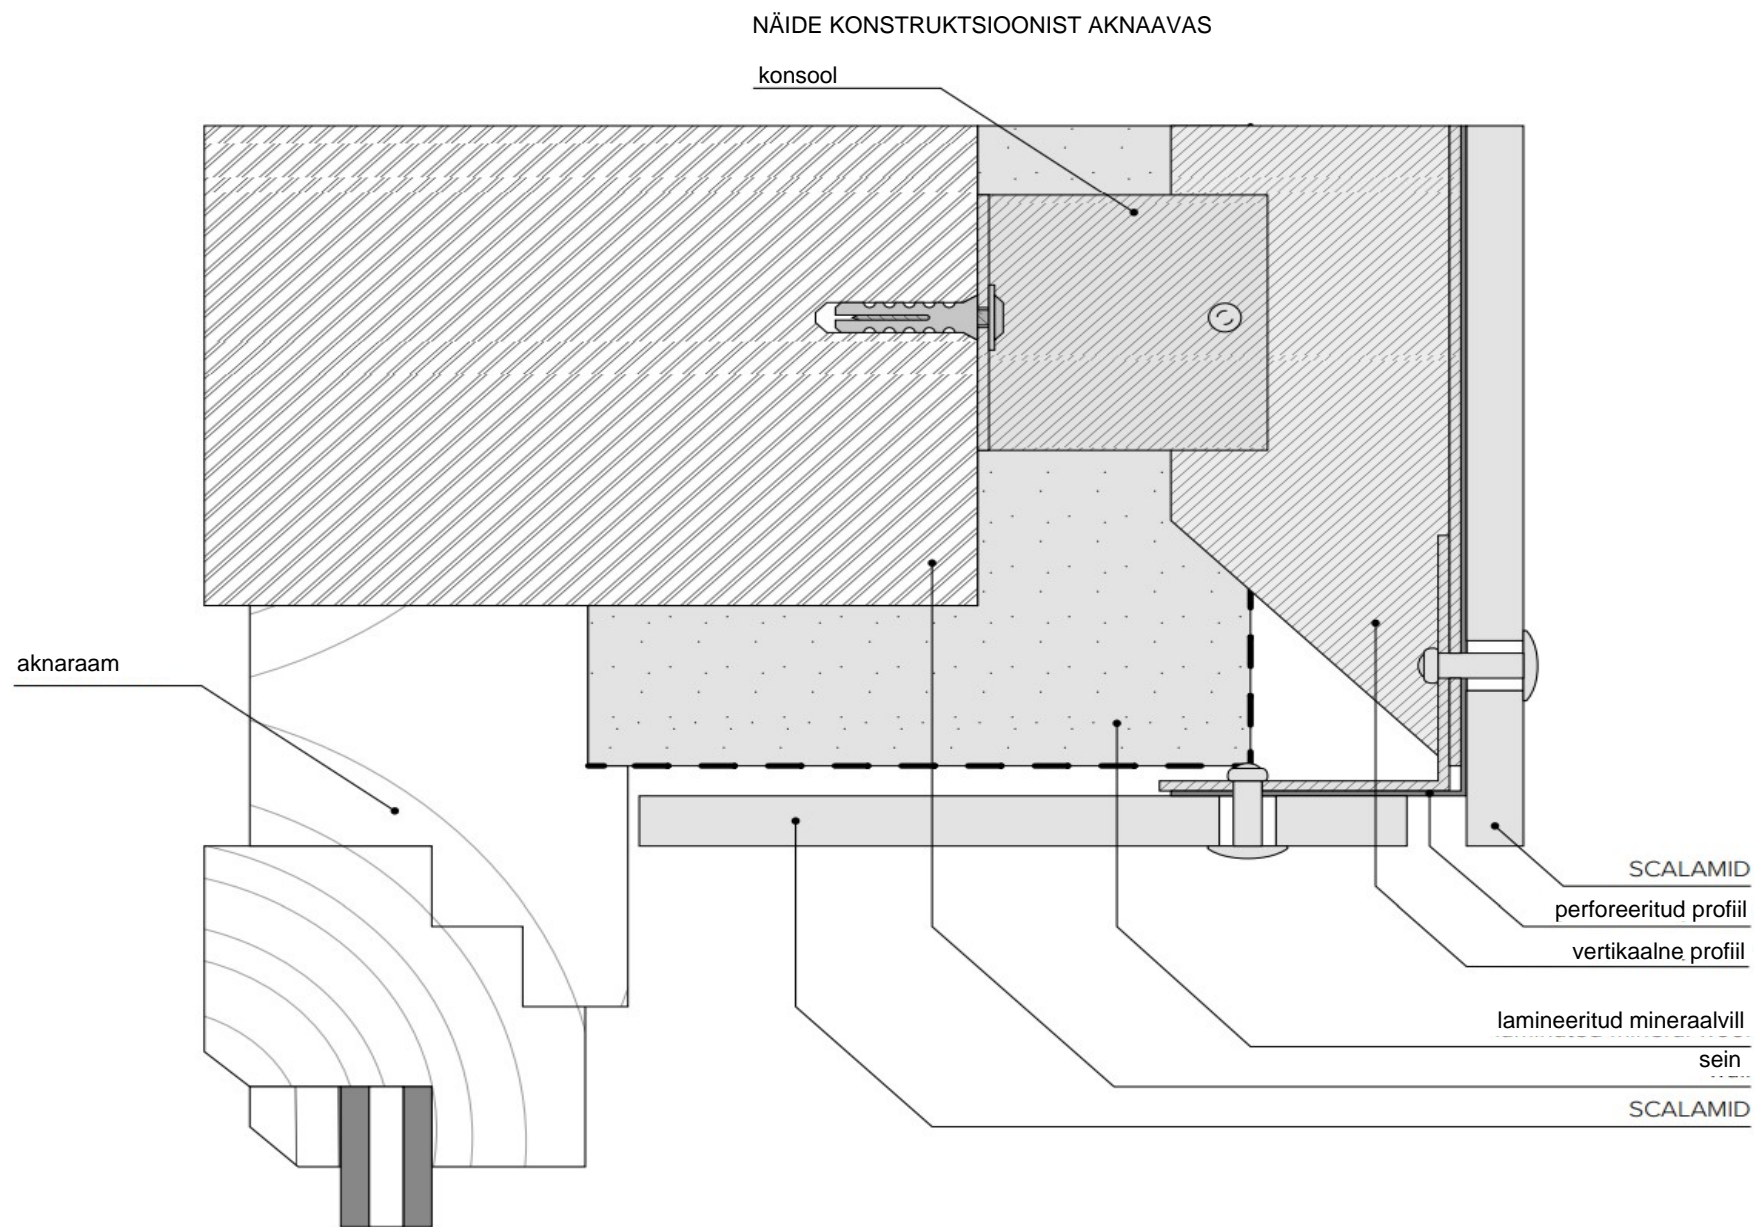 NÄIDE KONSTRUKTSIOONIST AKNAAVAS
konsool
aknaraam
SCALAMID
perforeeritud profiil
vertikaalne profiil
lamineeritud mineraalvill
sein
SCALAMID